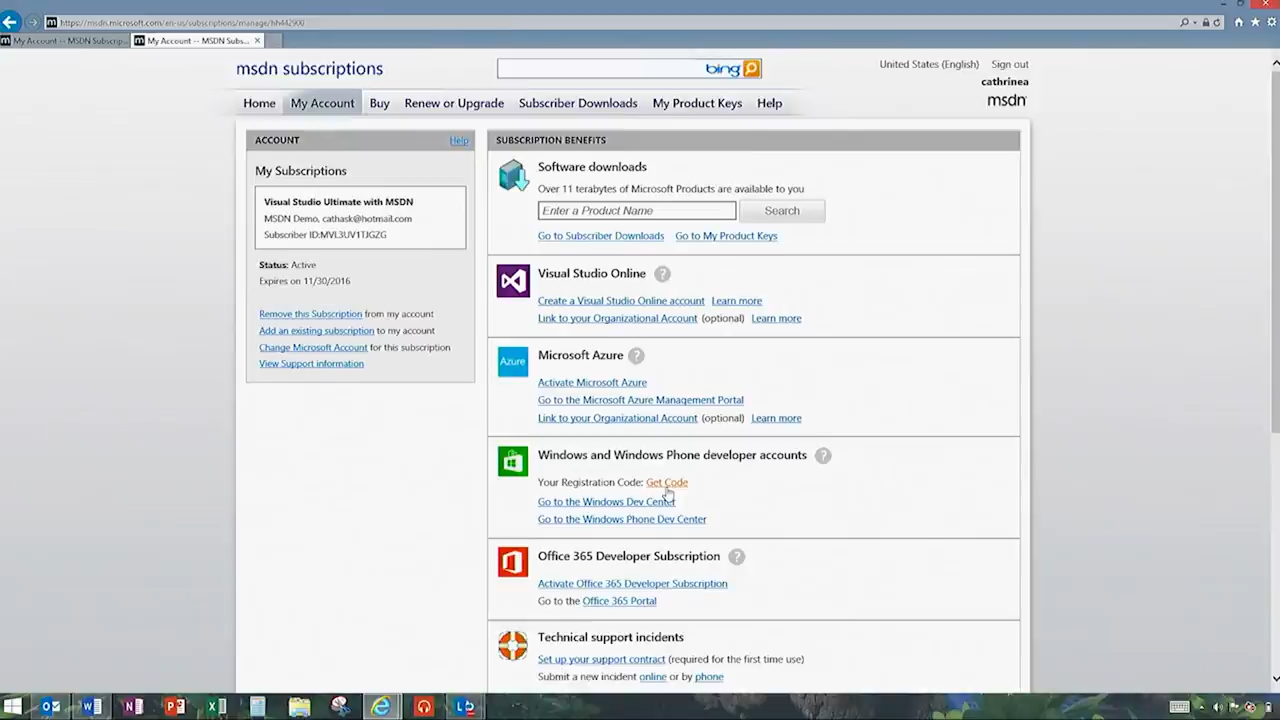 https://msdn.microsoft.com/en-us/subscriptions/manage/hh442900
My Account -- MSDN Subscrip...
My Account -- MSDN Subs...
msdn subscriptions
bing
United States (English) Sign out
cathrinea
msdn
Home My Account Buy Renew or Upgrade Subscriber Downloads My Product Keys Help
ACCOUNT Help
My Subscriptions
Visual Studio Ultimate with MSDN
MSDN Demo, cathask@hotmail.com
Subscriber ID:MVL3UV1TJGZG
Status: Active
Expires on 11/30/2016
Remove this Subscription from my account
Add an existing subscription to my account
Change Microsoft Account for this subscription
View Support information
SUBSCRIPTION BENEFITS
Software downloads
Over 11 terabytes of Microsoft Products are available to you
Enter a Product Name Search
Go to Subscriber Downloads Go to My Product Keys
Visual Studio Online ?
Create a Visual Studio Online account Learn more
Link to your Organizational Account (optional) Learn more
Azure
Microsoft Azure ?
Activate Microsoft Azure
Go to the Microsoft Azure Management Portal
Link to your Organizational Account (optional) Learn more
Windows and Windows Phone developer accounts ?
Your Registration Code: Get Code
Go to the Windows Dev Center
Go to the Windows Phone Dev Center
Office 365 Developer Subscription ?
Activate Office 365 Developer Subscription
Go to the Office 365 Portal
Technical support incidents
Set up your support contract (required for the first time use)
Submit a new incident online or by phone